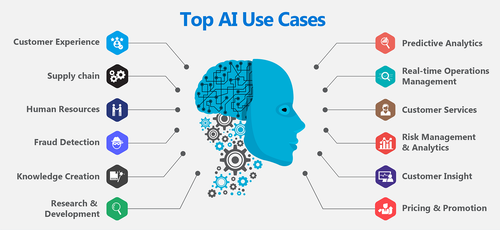 Top AI Use Cases
Customer Experience
Supply chain
Human Resources
Fraud Detection
Knowledge Creation
Research &
Development
Predictive Analytics
Real-time Operations
Management
Customer Services
Risk Management
& Analytics
Customer Insight
Pricing & Promotion